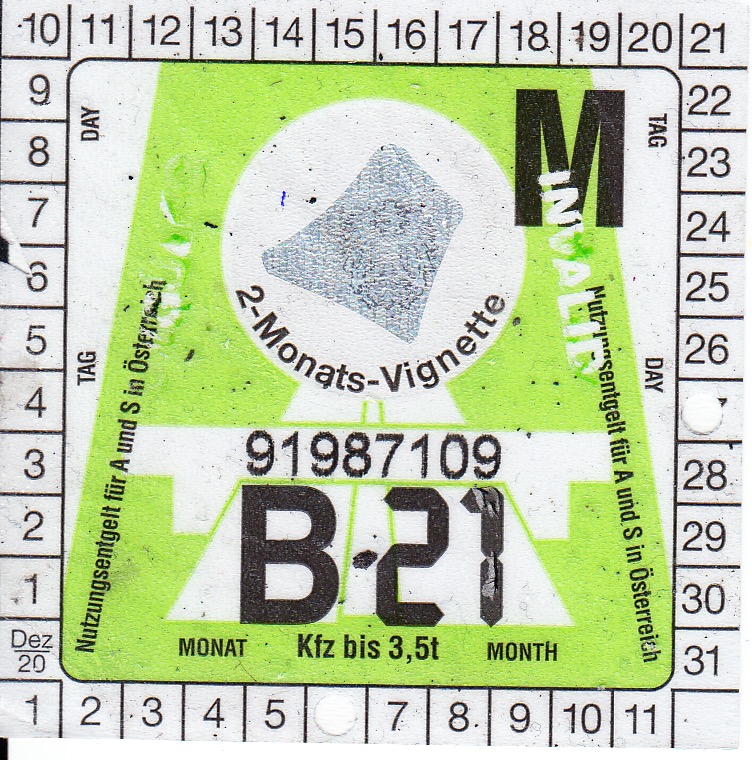 10 11 12 13 14 15 16 17 18 19 20 21
9 22
8 23
7 24
6 25
5 26
4
3 28
2 29
1 30
Dez
20
31
1 2 3 4 5 7 8 9 10 11
DAY
TAG
M
INVALID
2-Monats-Vignette
TAG
DAY
Nutzungsentgelt für A und S in Österreich
Nutzungsentgelt für A und S in Österreich
91987109
B·21
MONAT Kfz bis 3,5t MONTH